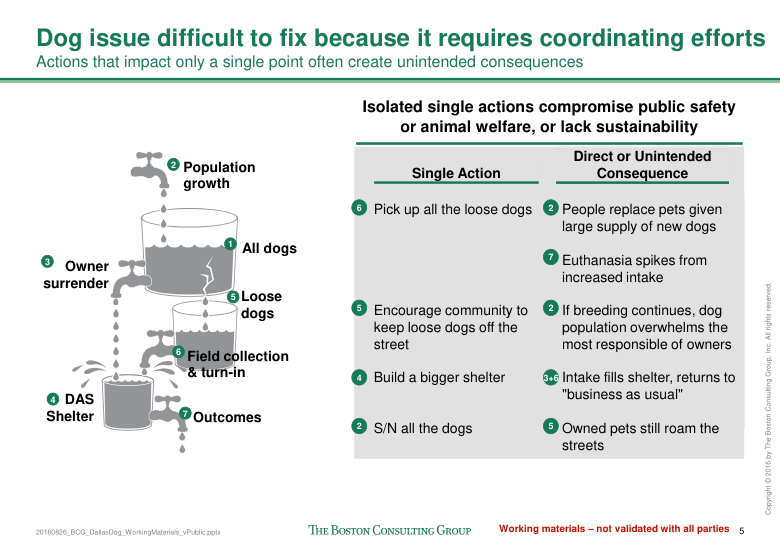 Dog issue difficult to fix because it requires coordinating efforts
Actions that impact only a single point often create unintended consequences
2 Population
growth
1 All dogs
3 Owner
surrender
5 Loose
dogs
6 Field collection
& turn-in
4 DAS
Shelter
7 Outcomes
Isolated single actions compromise public safety
or animal welfare, or lack sustainability
Single Action
Direct or Unintended
Consequence
6 Pick up all the loose dogs
2 People replace pets given
large supply of new dogs
7 Euthanasia spikes from
increased intake
5 Encourage community to
keep loose dogs off the
street
2 If breeding continues, dog
population overwhelms the
most responsible of owners
4 Build a bigger shelter
3+6 Intake fills shelter, returns to
"business as usual"
2 S/N all the dogs
5 Owned pets still roam the
streets
Copyright © 2016 by The Boston Consulting Group, Inc. All rights reserved.
20160826_BCG_DallasDog_WorkingMaterials_vPublic.pptx
THE BOSTON CONSULTING GROUP
Working materials – not validated with all parties
5